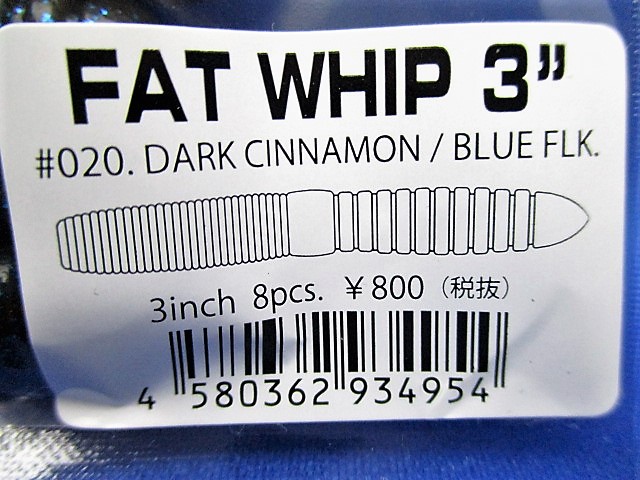 FAT WHIP 3”
#020. DARK CINNAMON / BLUE FLK.
3inch 8pcs. ￥800（税抜）
4 580362 934954